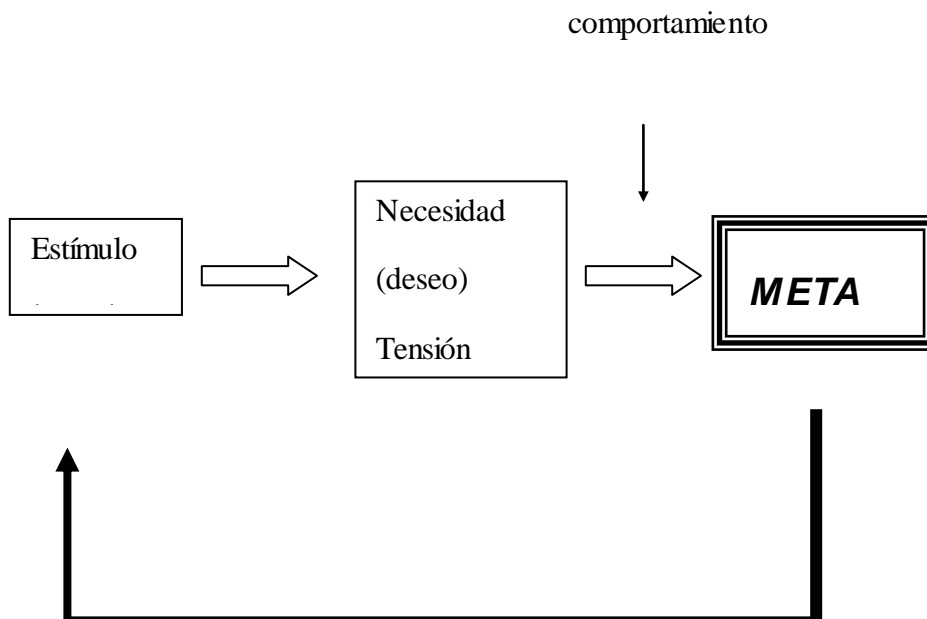 comportamiento
Estímulo
Necesidad
(deseo)
Tensión
META